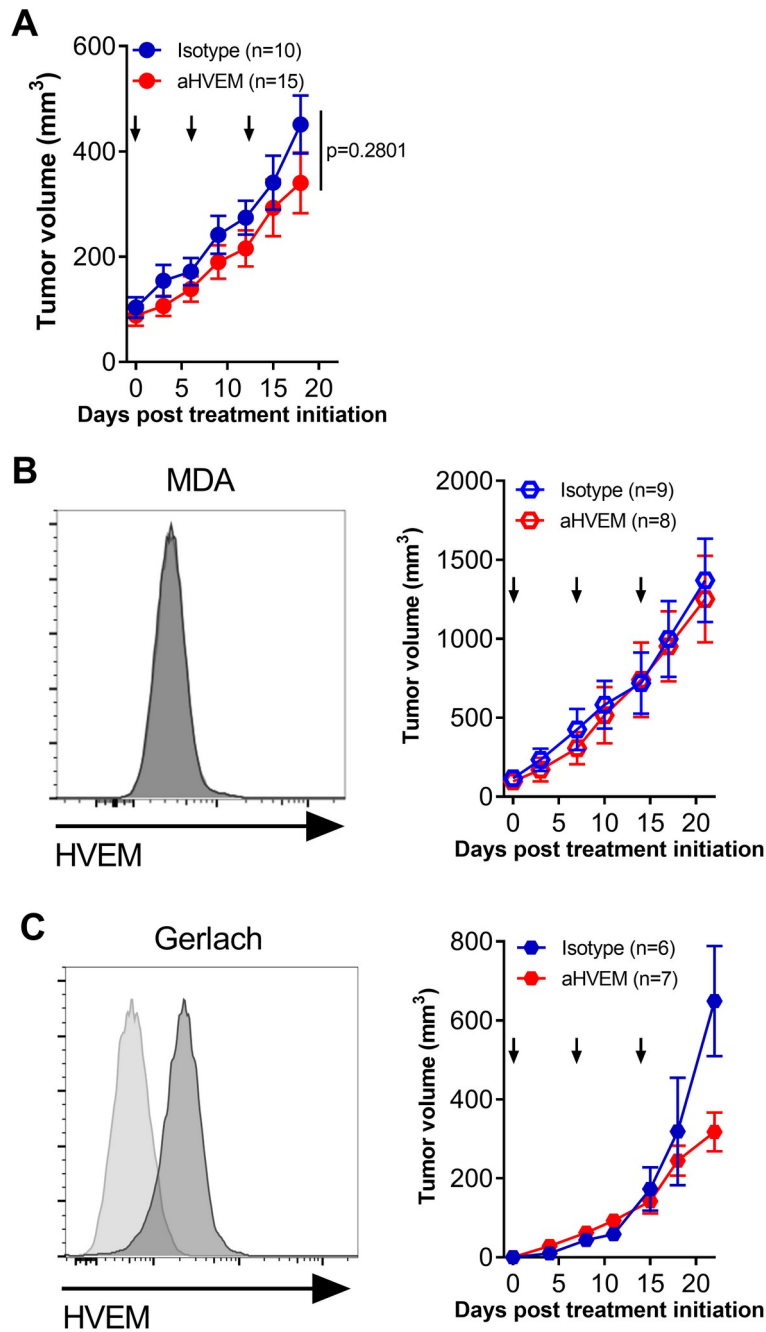 A
600
400
200
0
Tumor volume (mm³)
Isotype (n=10)
aHVEM (n=15)
p=0.2801
0 5 10 15 20
Days post treatment initiation
B
MDA
HVEM
2000
1500
1000
500
0
Tumor volume (mm³)
Isotype (n=9)
aHVEM (n=8)
0 5 10 15 20
Days post treatment initiation
C
Gerlach
HVEM
800
600
400
200
0
Tumor volume (mm³)
Isotype (n=6)
aHVEM (n=7)
0 5 10 15 20
Days post treatment initiation